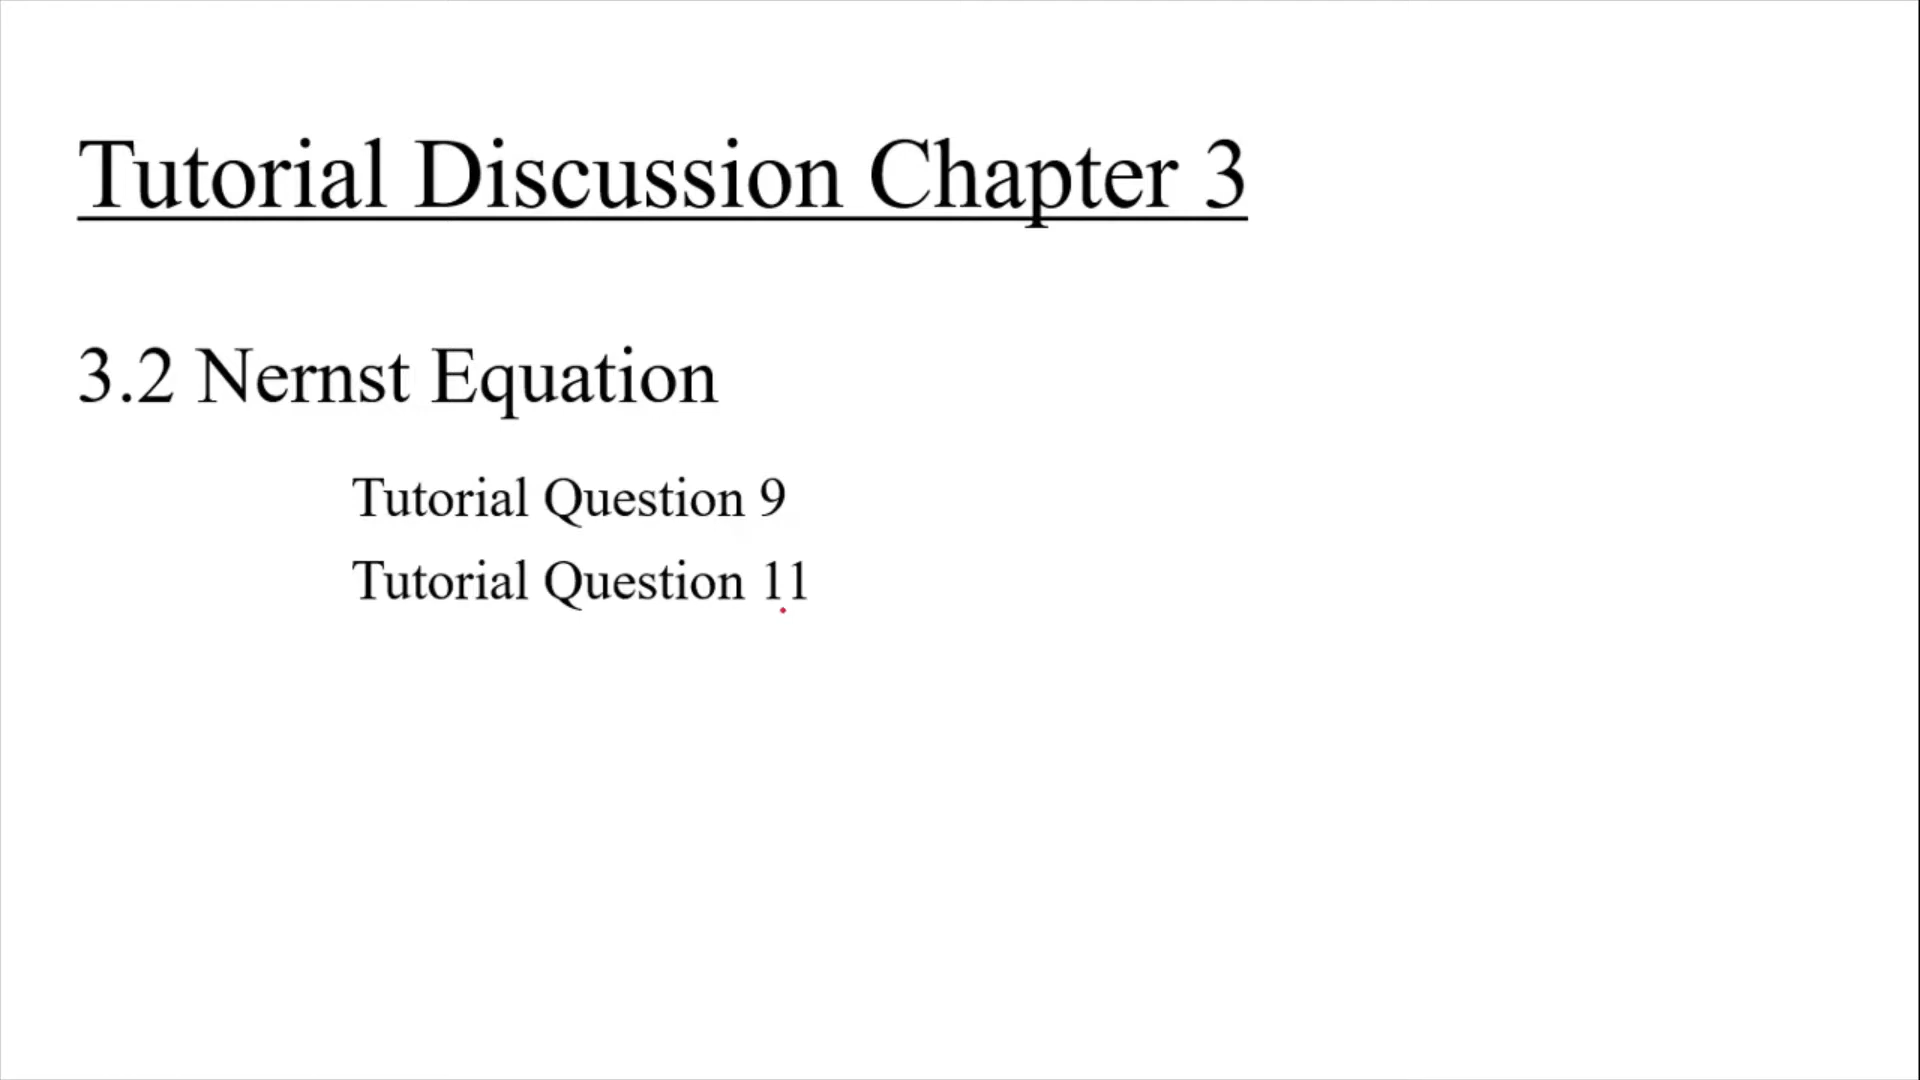 Tutorial Discussion Chapter 3
3.2 Nernst Equation
Tutorial Question 9
Tutorial Question 11